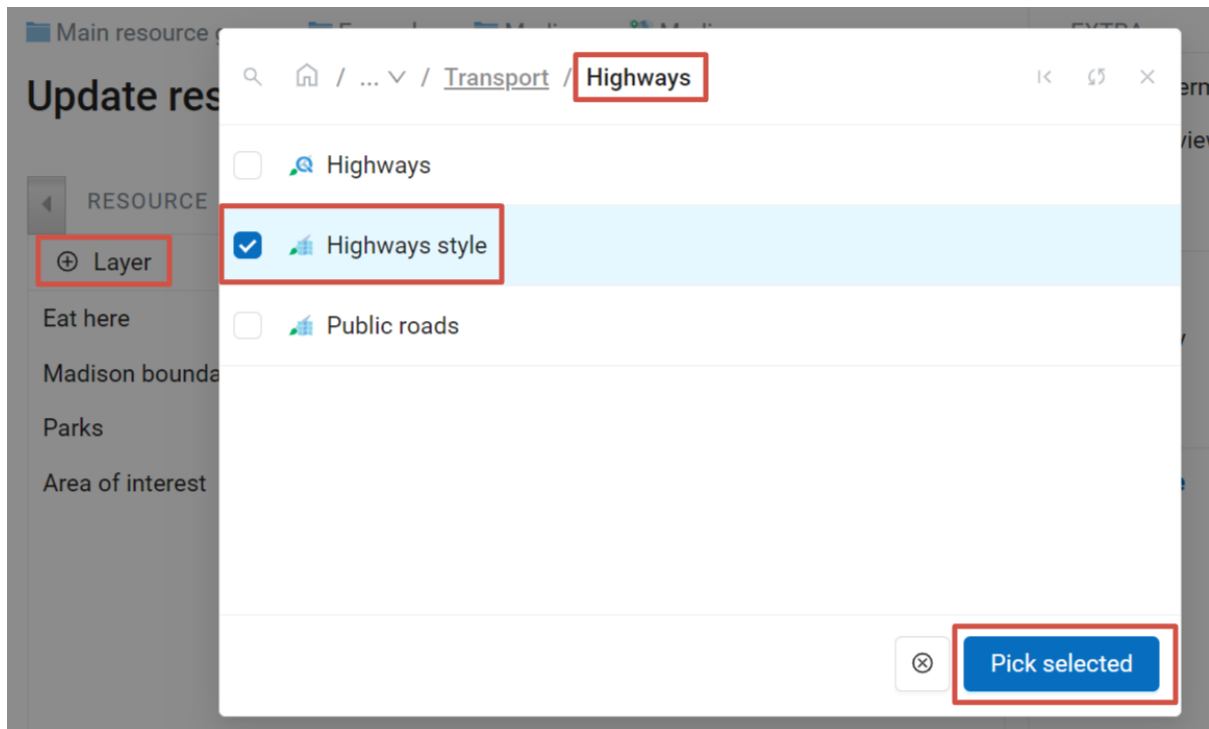 Main resource
EXTRA
Update res
/ ... / Transport / Highways
RESOURCE
Highways
Layer
Highways style
Eat here
Public roads
Madison bounda
Parks
Area of interest
Pick selected